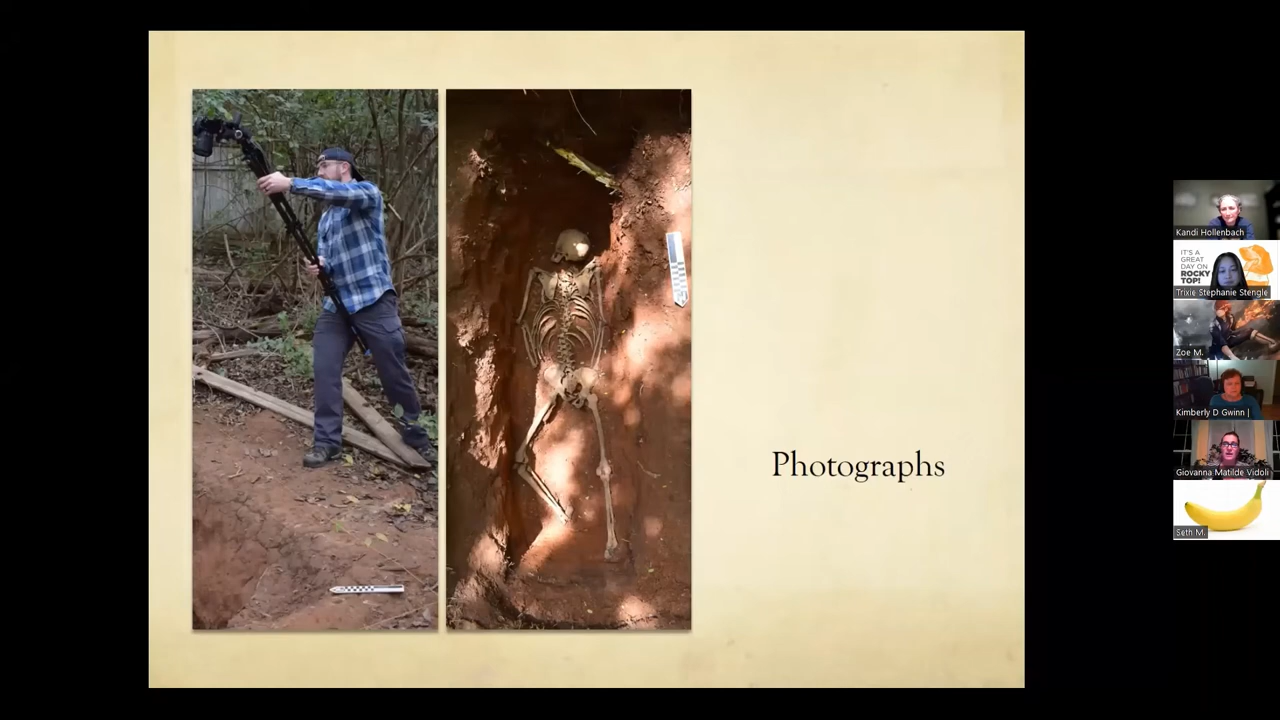 Photographs
Kandi Hollenbach
IT'S A
GREAT
DAY ON
ROCKY
TOP!
Trixie Stephanie Stengle
Zoe M.
Kimberly D Gwinn |
Giovanna Matilde Vidoli
Seth M.